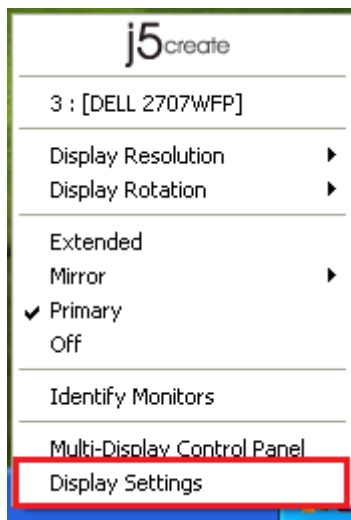 j5create
3 : [DELL 2707WFP]
Display Resolution
Display Rotation
Extended
Mirror
Primary
Off
Identify Monitors
Multi-Display Control Panel
Display Settings